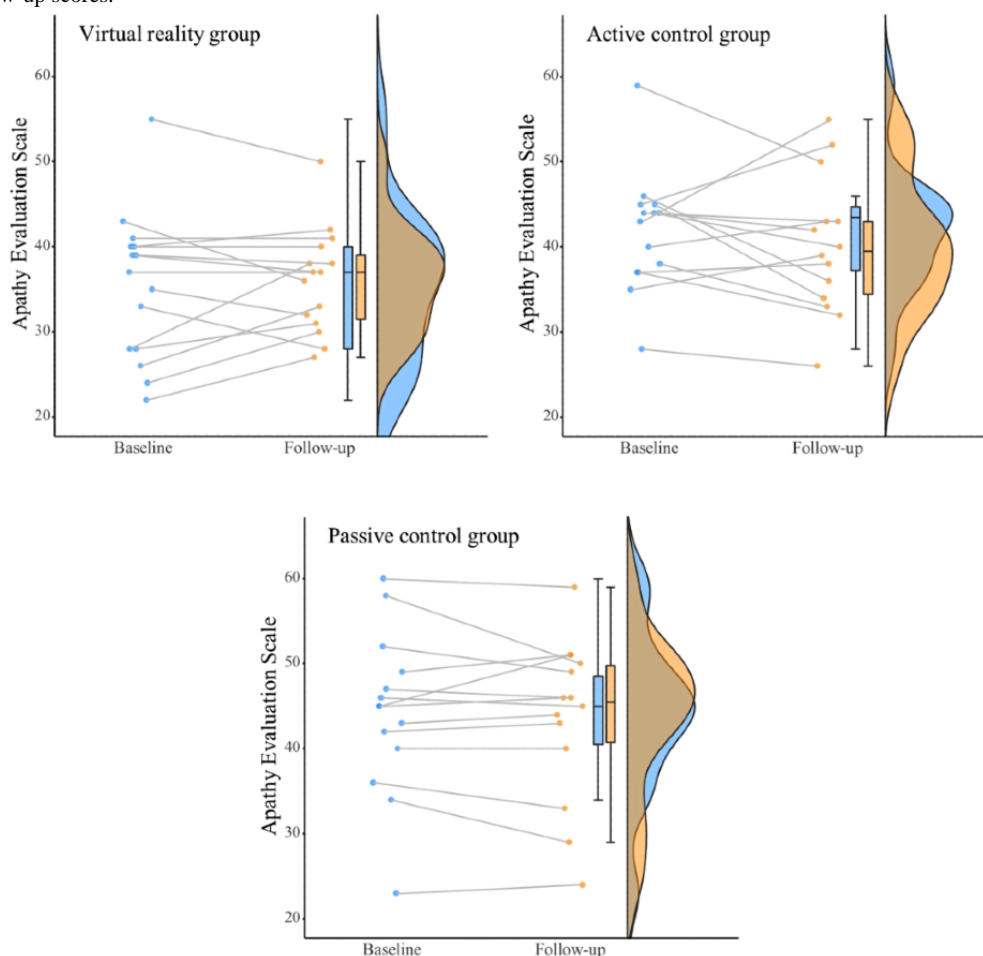 w-up scores.
Virtual reality group
Apathy Evaluation Scale
60
50
40
30
20
Baseline Follow-up
Active control group
Apathy Evaluation Scale
60
50
40
30
20
Baseline Follow-up
Passive control group
Apathy Evaluation Scale
60
50
40
30
20
Baseline Follow-up